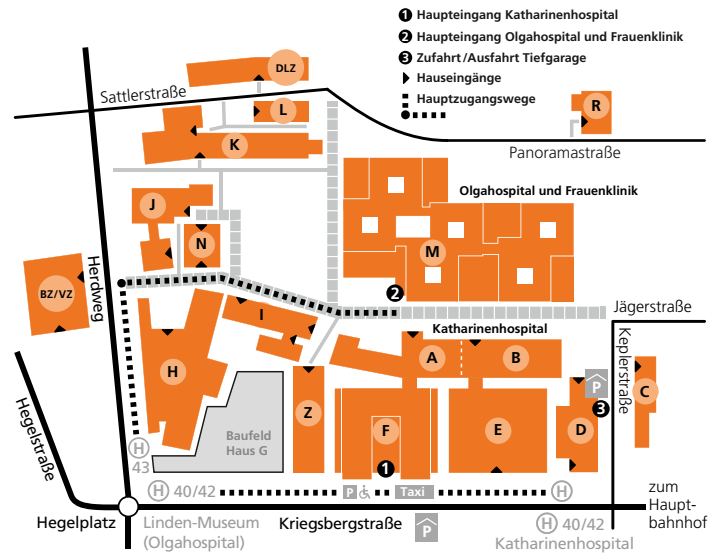 1 Haupteingang Katharinenhospital
2 Haupteingang Olgahospital und Frauenklinik
3 Zufahrt/Ausfahrt Tiefgarage
Hauseingänge
Hauptzugangswege
DLZ
Sattlerstraße
L
R
K
Panoramastraße
Olgahospital und Frauenklinik
J
N
M
Herdweg
BZ/VZ
2
Jägerstraße
I
Katharinenhospital
A
B
Keplerstraße
H
P
C
Z
3
Hegelstraße
Baufeld
Haus G
F
E
D
H
43
1
H 40/42
P
Taxi
H
zum
Haupt-
bahnhof
Hegelplatz
Linden-Museum
(Olgahospital)
Kriegsbergstraße
P
H 40/42
Katharinenhospital